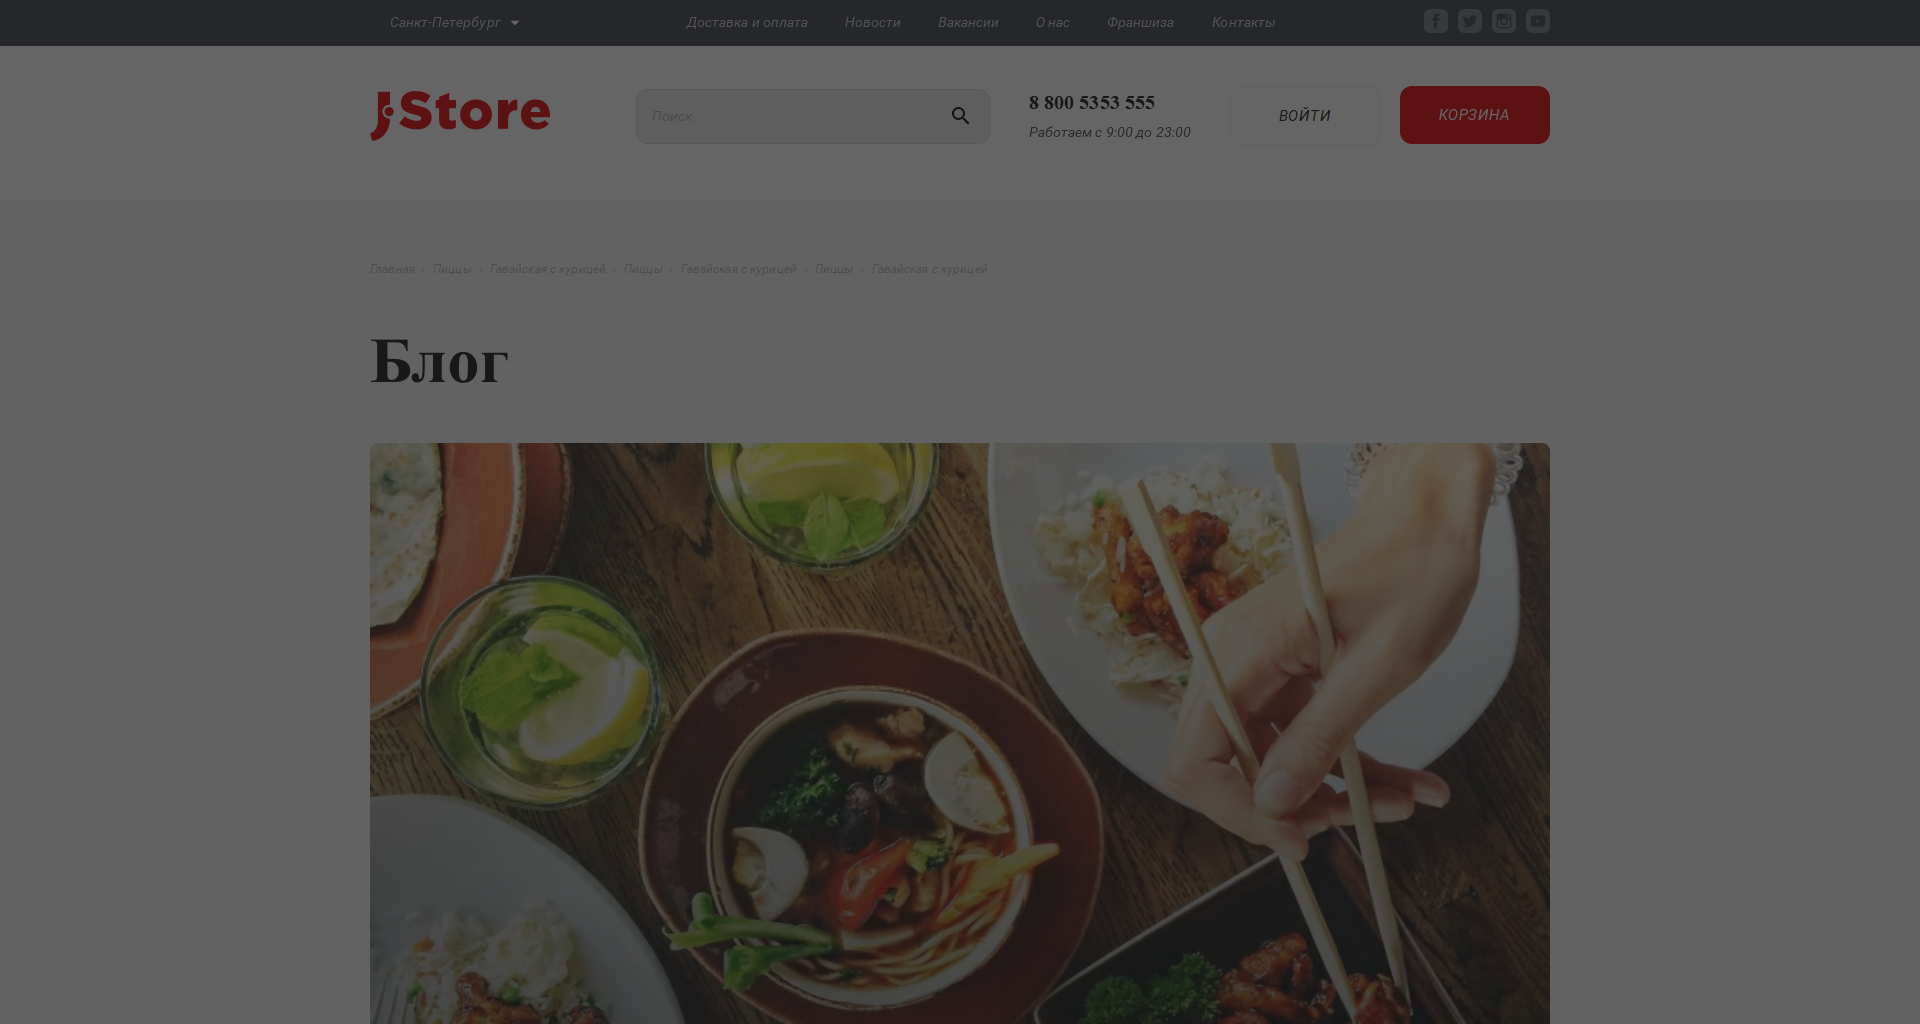 Санкт-Петербург Доставка и оплата Новости Вакансии О нас Франшиза Контакты
JStore Поиск 8 800 5353 555 ВОЙТИ КОРЗИНА
Работаем с 9:00 до 23:00
Главная - Пиццы - Гавайская с курицей - Пиццы - Гавайская с курицей - Пиццы - Гавайская с курицей
Блог